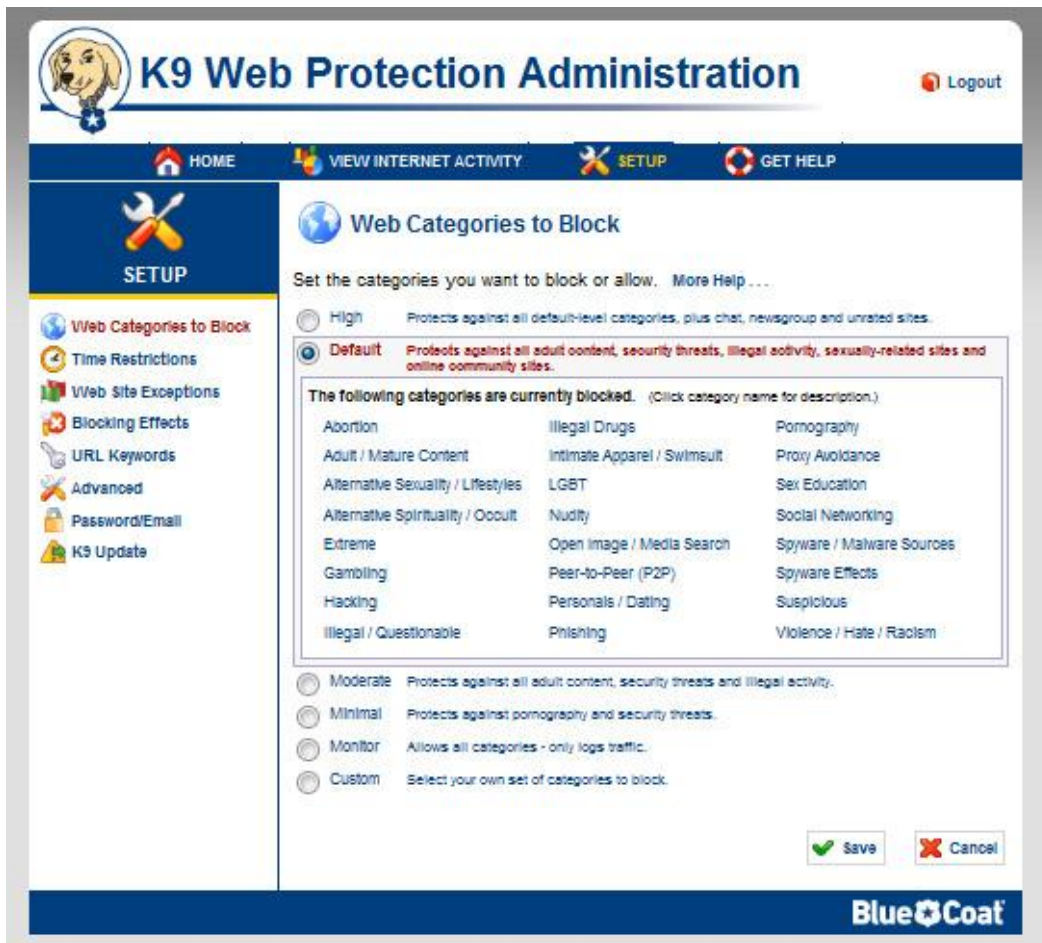 K9 Web Protection Administration
Logout
HOME
VIEW INTERNET ACTIVITY
SETUP
GET HELP
SETUP
Web Categories to Block
Time Restrictions
Web Site Exceptions
Blocking Effects
URL Keywords
Advanced
Password/Email
K9 Update
Web Categories to Block
Set the categories you want to block or allow. More Help . . .
High Protects against all default-level categories, plus chat, newsgroup and unrated sites.
Default Protects against all adult content, security threats, illegal activity, sexually-related sites and
online community sites.
The following categories are currently blocked. (Click category name for description.)
Abortion Illegal Drugs Pornography
Adult / Mature Content Intimate Apparel / Swimsuit Proxy Avoidance
Alternative Sexuality / Lifestyles LGBT Sex Education
Alternative Spirituality / Occult Nudity Social Networking
Extreme Open Image / Media Search Spyware / Malware Sources
Gambling Peer-to-Peer (P2P) Spyware Effects
Hacking Personals / Dating Suspicious
Illegal / Questionable Phishing Violence / Hate / Racism
Moderate Protects against all adult content, security threats and illegal activity.
Minimal Protects against pornography and security threats.
Monitor Allows all categories - only logs traffic.
Custom Select your own set of categories to block.
Save Cancel
Blue Coat